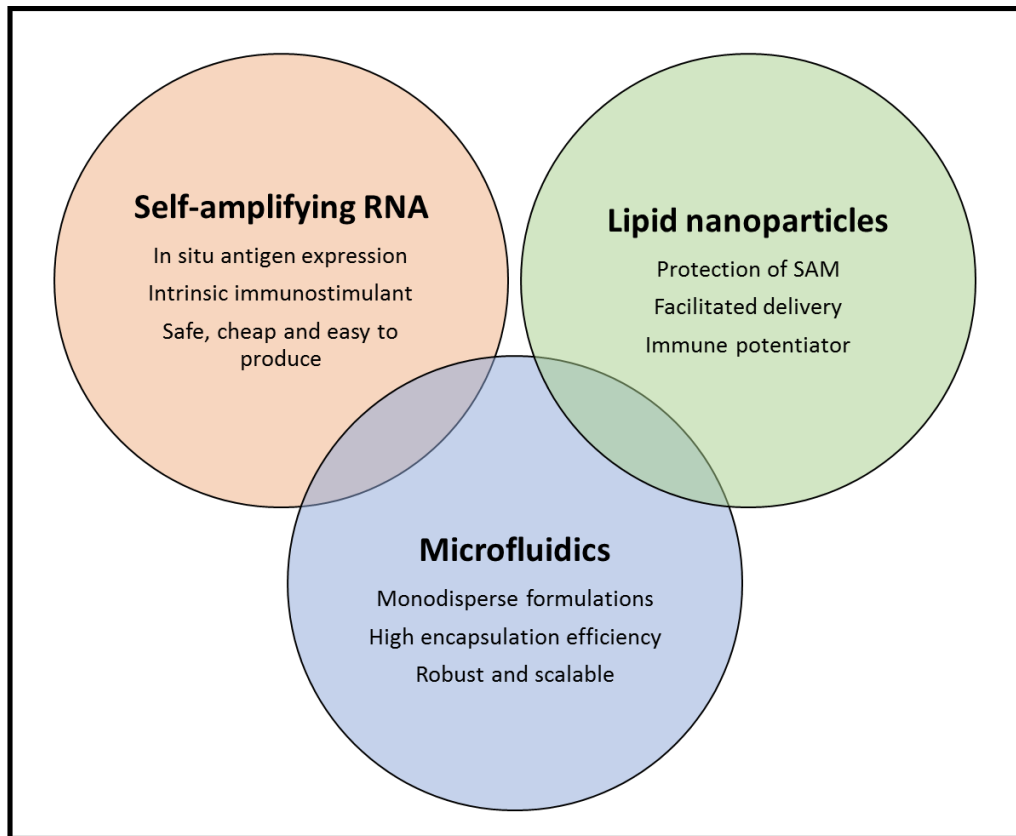 Self-amplifying RNA
In situ antigen expression
Intrinsic immunostimulant
Safe, cheap and easy to
produce
Lipid nanoparticles
Protection of SAM
Facilitated delivery
Immune potentiator
Microfluidics
Monodisperse formulations
High encapsulation efficiency
Robust and scalable